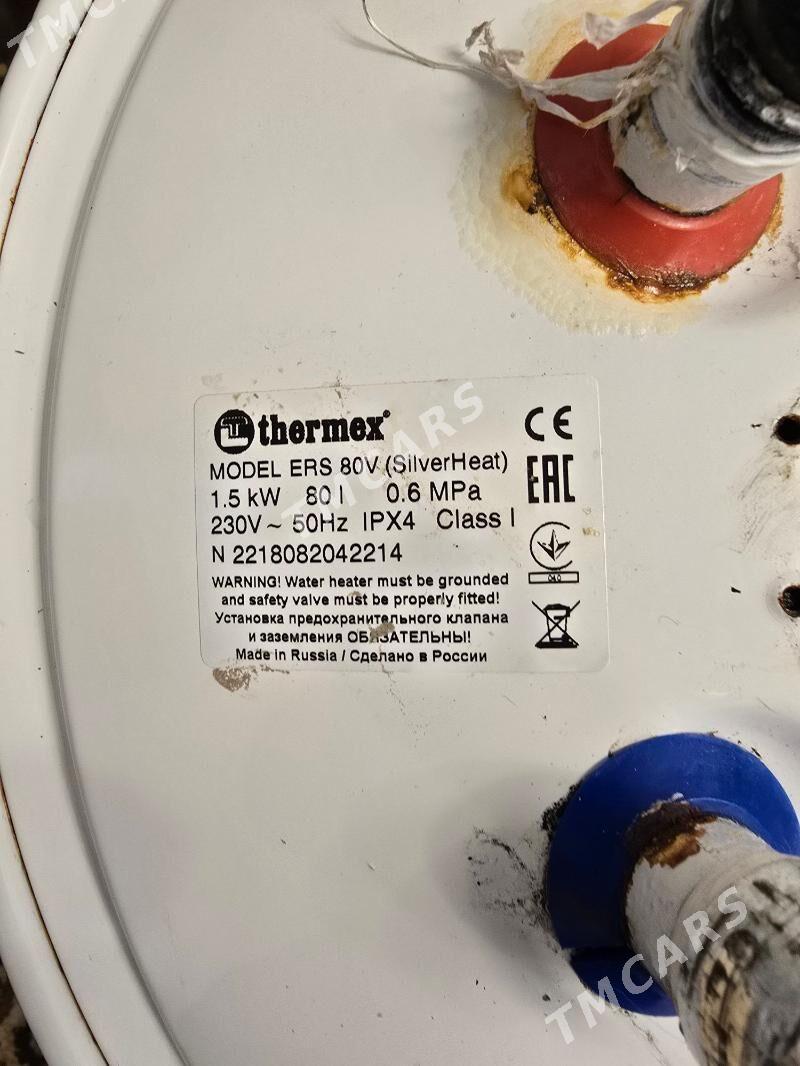 TMCARS
thermex®
CE
MODEL ERS 80V (SilverHeat)
EAC
1.5 kW 80 l 0.6 MPa
230V~ 50Hz IPX4 Class I
N 2218082042214
WARNING! Water heater must be grounded
and safety valve must be properly fitted!
Установка предохранительного клапана
и заземления ОБЯЗАТЕЛЬНЫ!
Made in Russia / Сделано в России
TMCARS
TMCARS
TMCARS
TMCARS